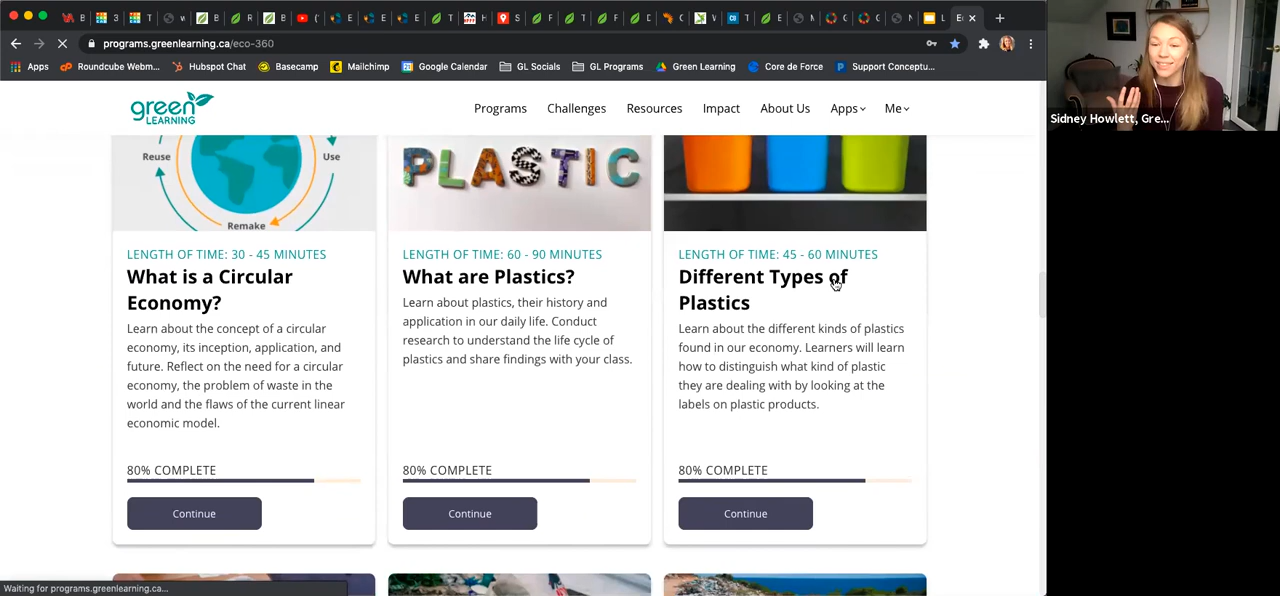 B
3
T
w
B
R
B
("
E
E
E
T
H
S
F
T
F
D
C
V
T
E
M
C
C
N
L
Ec
programs.greenlearning.ca/eco-360
Apps
Roundcube Webm...
Hubspot Chat
Basecamp
Mailchimp
Google Calendar
GL Socials
GL Programs
Green Learning
Core de Force
Support Conceptu...
green
LEARNING
Programs
Challenges
Resources
Impact
About Us
Apps
Me
Reuse
Use
Remake
PLASTIC
LENGTH OF TIME: 30 - 45 MINUTES
What is a Circular
Economy?
Learn about the concept of a circular
economy, its inception, application, and
future. Reflect on the need for a circular
economy, the problem of waste in the
world and the flaws of the current linear
economic model.
80% COMPLETE
Continue
LENGTH OF TIME: 60 - 90 MINUTES
What are Plastics?
Learn about plastics, their history and
application in our daily life. Conduct
research to understand the life cycle of
plastics and share findings with your class.
80% COMPLETE
Continue
LENGTH OF TIME: 45 - 60 MINUTES
Different Types of
Plastics
Learn about the different kinds of plastics
found in our economy. Learners will learn
how to distinguish what kind of plastic
they are dealing with by looking at the
labels on plastic products.
80% COMPLETE
Continue
Waiting for programs.greenlearning.ca...
Sidney Howlett, Gre...